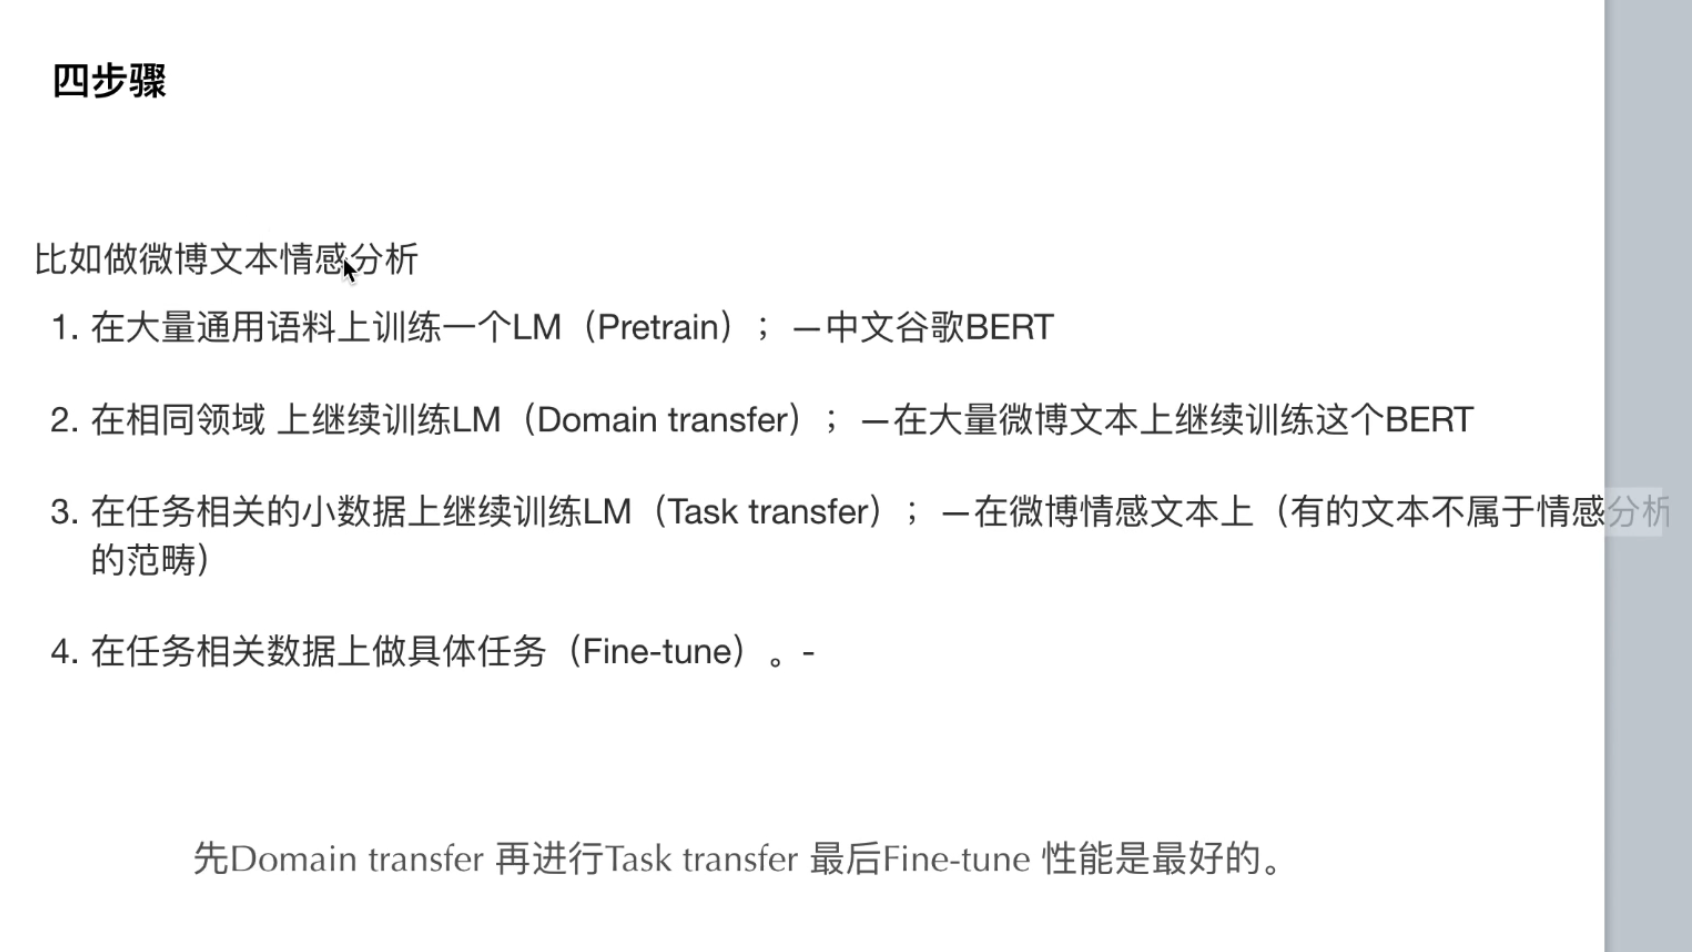 四步骤
比如做微博文本情感分析
1. 在大量通用语料上训练一个LM（Pretrain）； —中文谷歌BERT
2. 在相同领域 上继续训练LM（Domain transfer）； —在大量微博文本上继续训练这个BERT
3. 在任务相关的小数据上继续训练LM（Task transfer）； —在微博情感文本上（有的文本不属于情感分析
的范畴）
4. 在任务相关数据上做具体任务（Fine-tune）。-
先Domain transfer 再进行Task transfer 最后Fine-tune 性能是最好的。